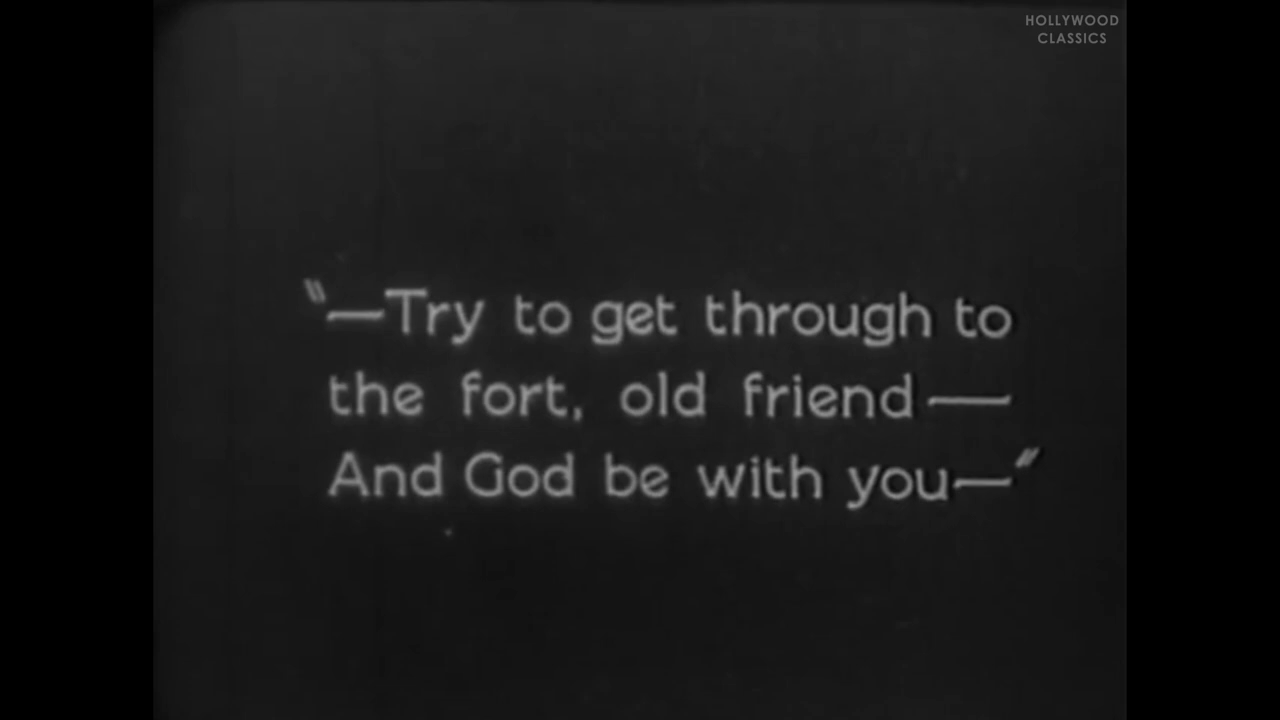 HOLLYWOOD
CLASSICS
"—Try to get through to
the fort, old friend—
And God be with you—"